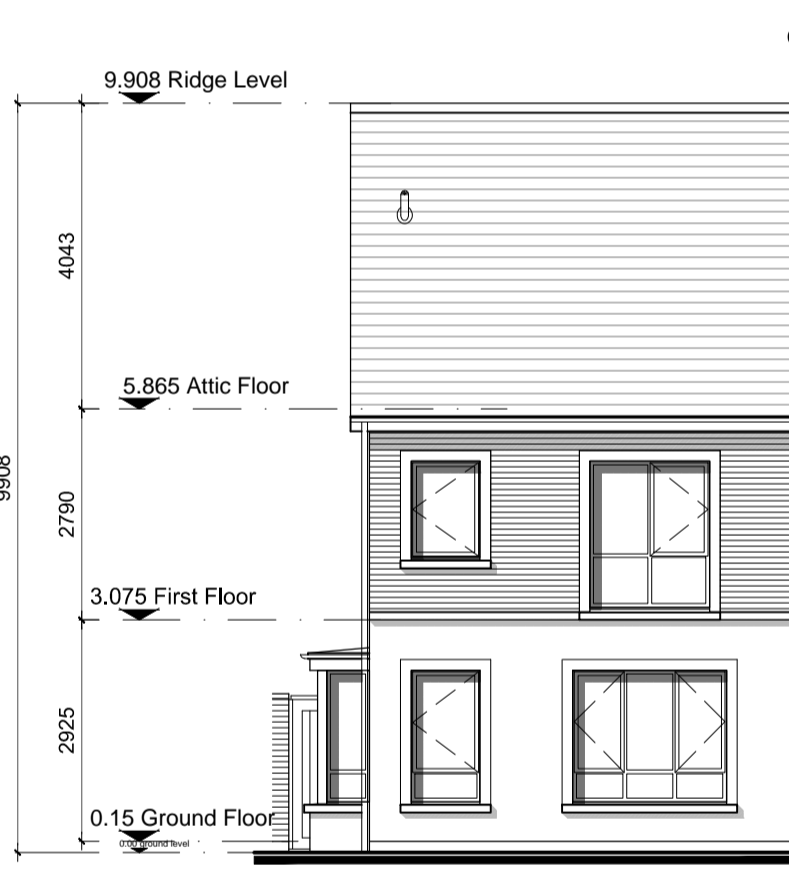 9.908 Ridge Level
4043
5.865 Attic Floor
9908
2790
3.075 First Floor
2925
0.15 Ground Floor
0.00 ground level